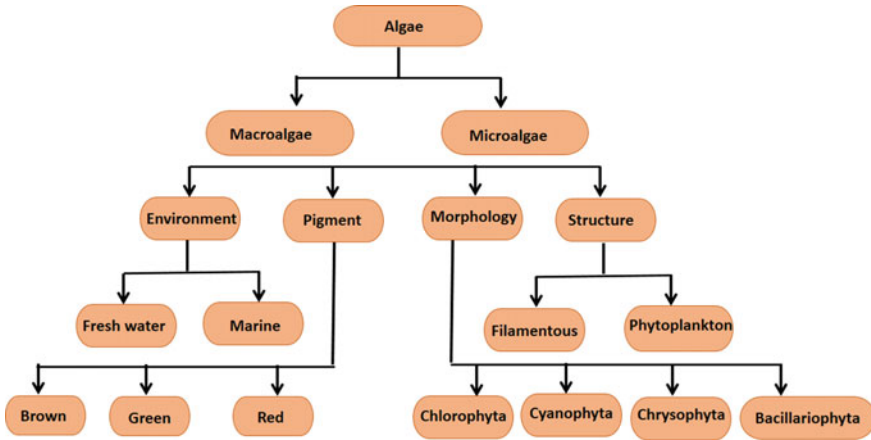 Algae
Macroalgae
Microalgae
Environment
Pigment
Morphology
Structure
Fresh water
Marine
Filamentous
Phytoplankton
Brown
Green
Red
Chlorophyta
Cyanophyta
Chrysophyta
Bacillariophyta